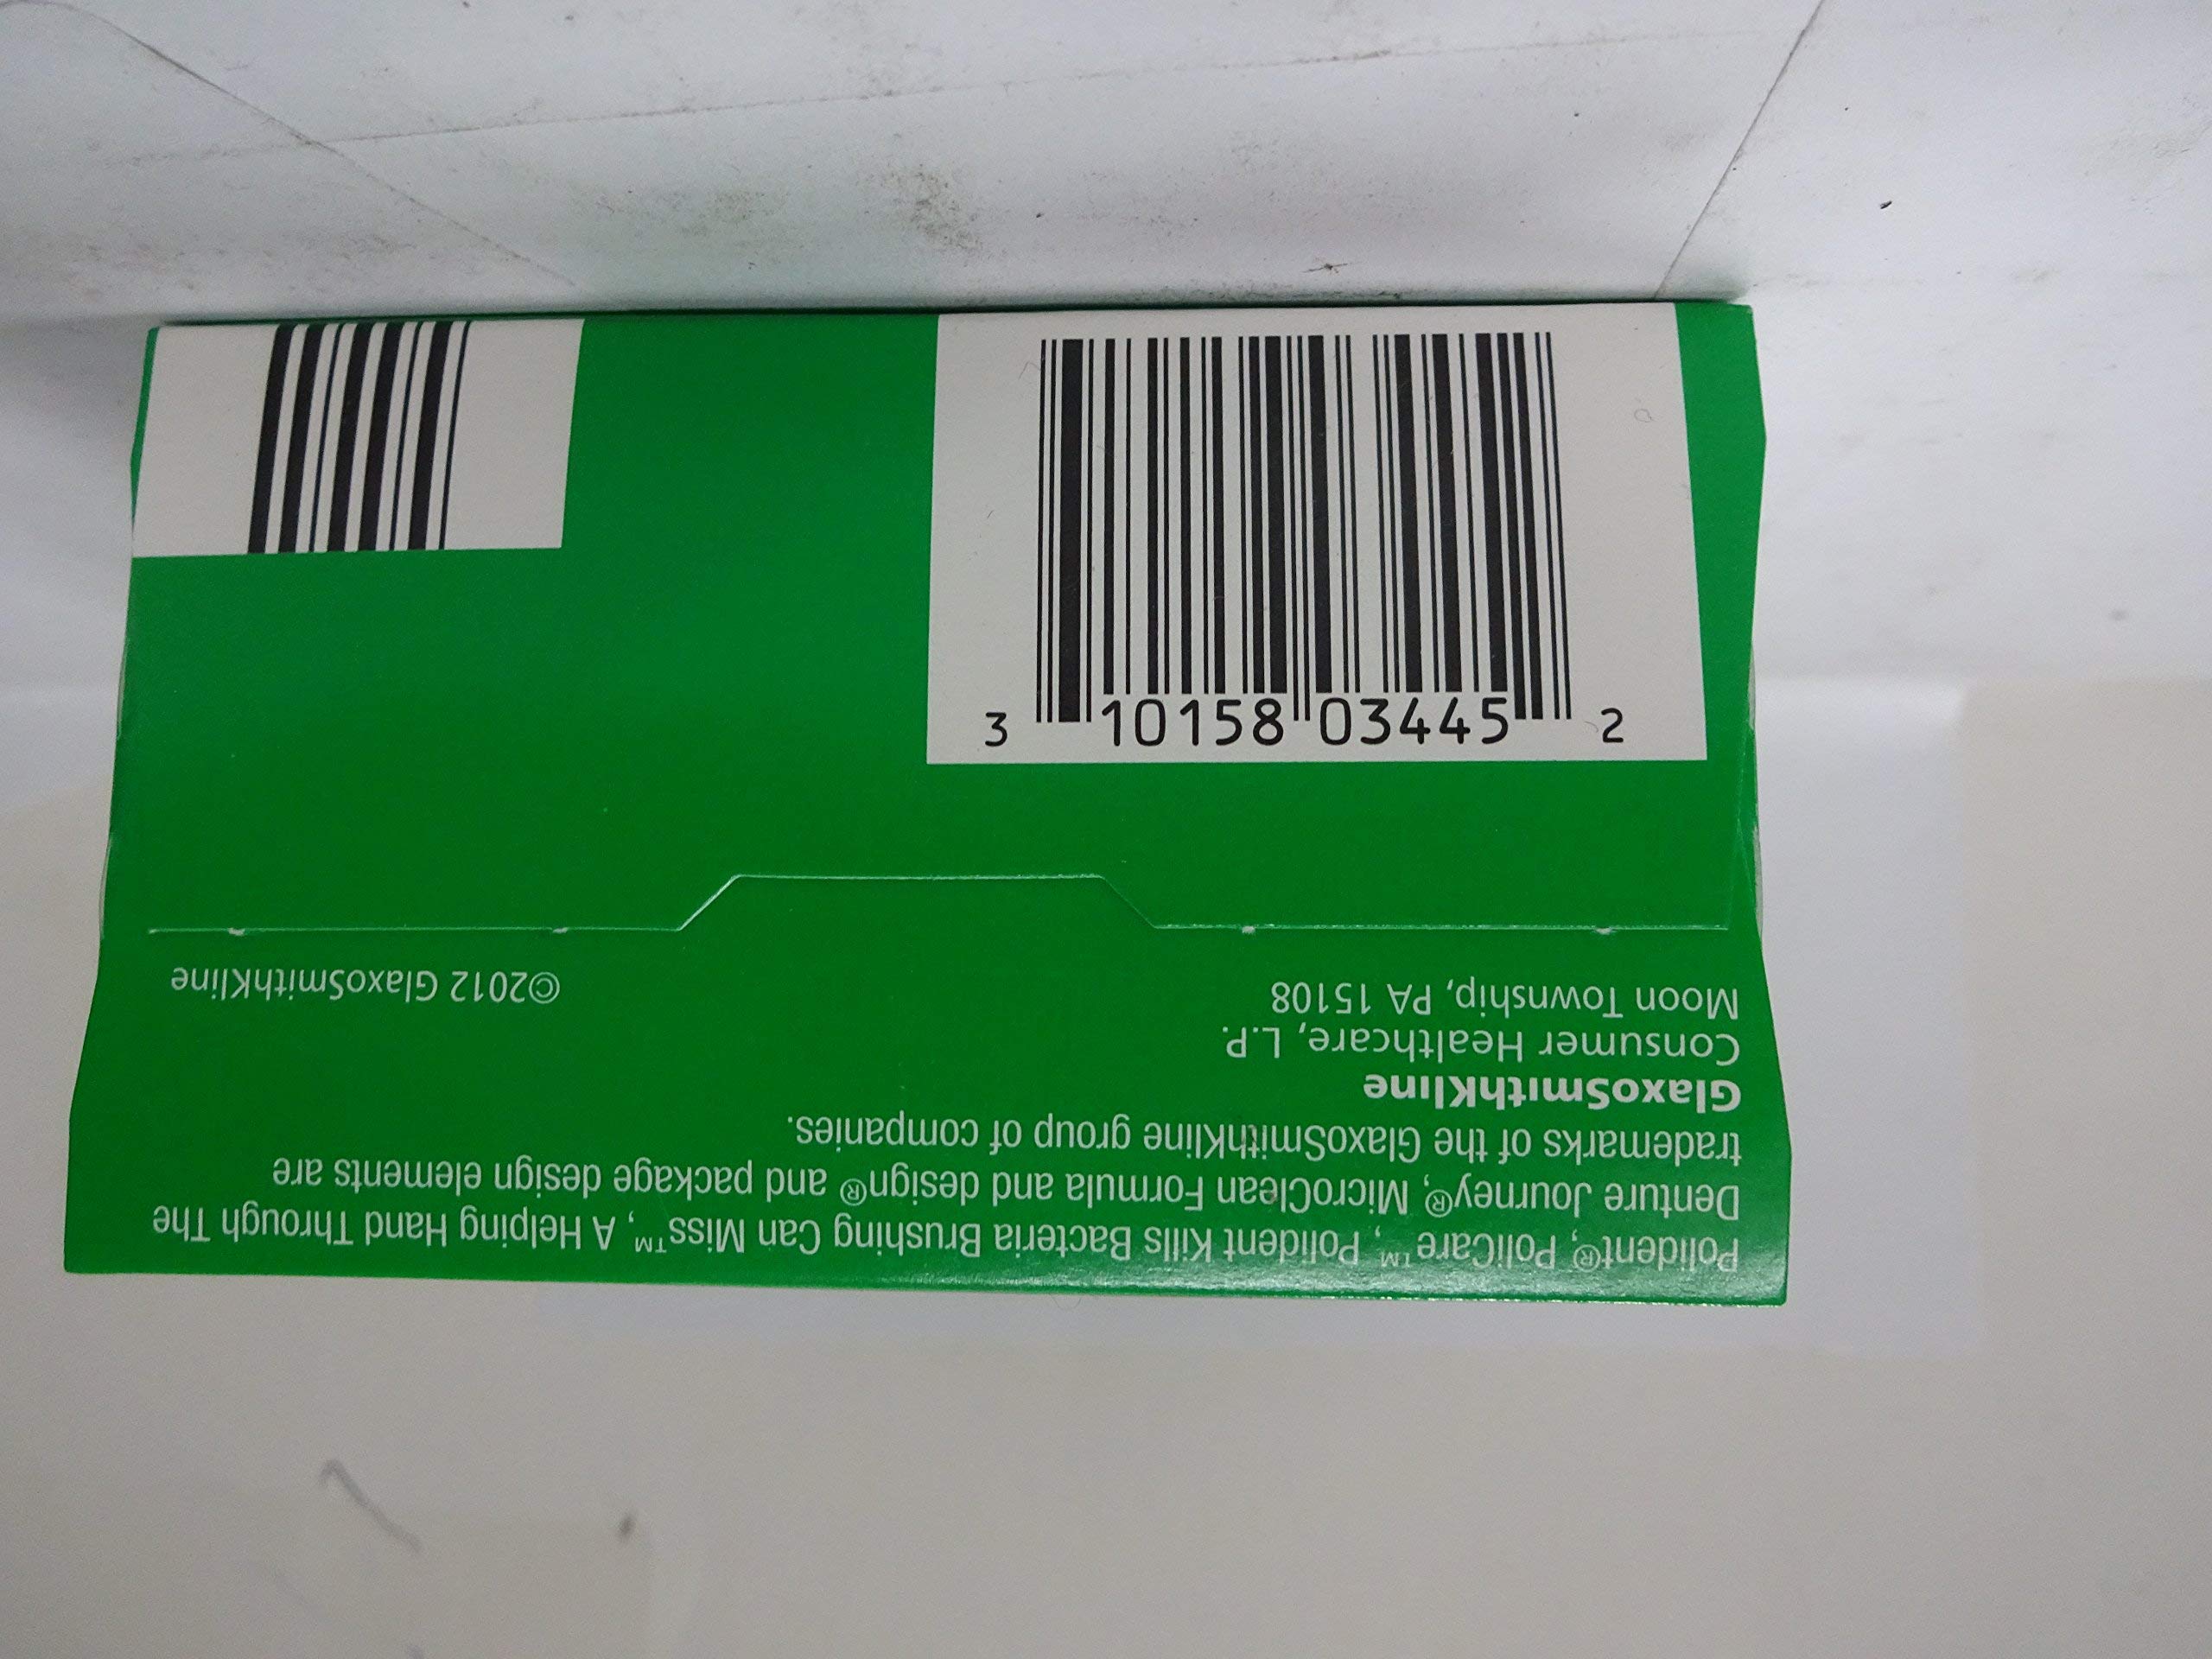 Polident®, PoliCare™, Polident Kills Bacteria Brushing Can Miss™, A Helping Hand Through The
Denture Journey®, MicroClean Formula and design® and package design elements are
trademarks of the GlaxoSmithKline group of companies.
GlaxoSmithKline
Consumer Healthcare, L.P.
Moon Township, PA 15108
©2012 GlaxoSmithKline
3 10158 03445 2